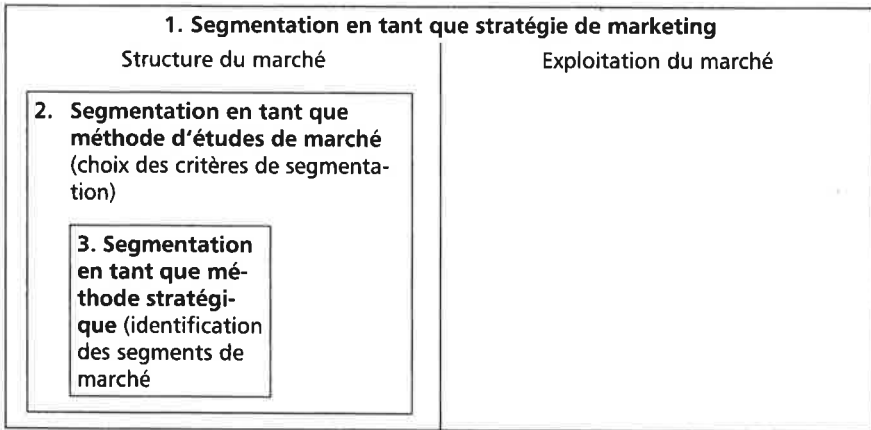 1. Segmentation en tant que stratégie de marketing
Structure du marché
Exploitation du marché
2. Segmentation en tant que
méthode d'études de marché
(choix des critères de segmenta-
tion)
3. Segmentation
en tant que mé-
thode stratégi-
que (identification
des segments de
marché